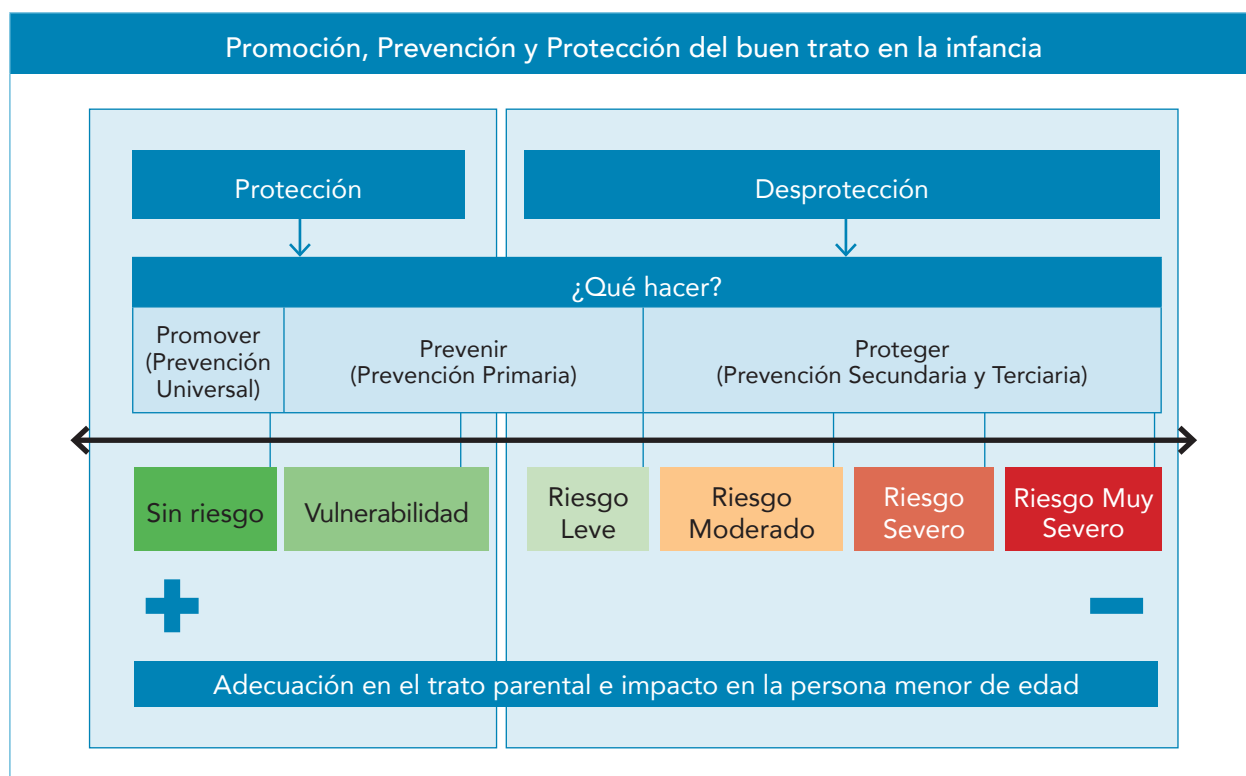 Promoción, Prevención y Protección del buen trato en la infancia
Protección
Desprotección
¿Qué hacer?
Promover
(Prevención
Universal)
Prevenir
(Prevención Primaria)
Proteger
(Prevención Secundaria y Terciaria)
Sin riesgo
Vulnerabilidad
Riesgo
Leve
Riesgo
Moderado
Riesgo
Severo
Riesgo Muy
Severo
Adecuación en el trato parental e impacto en la persona menor de edad